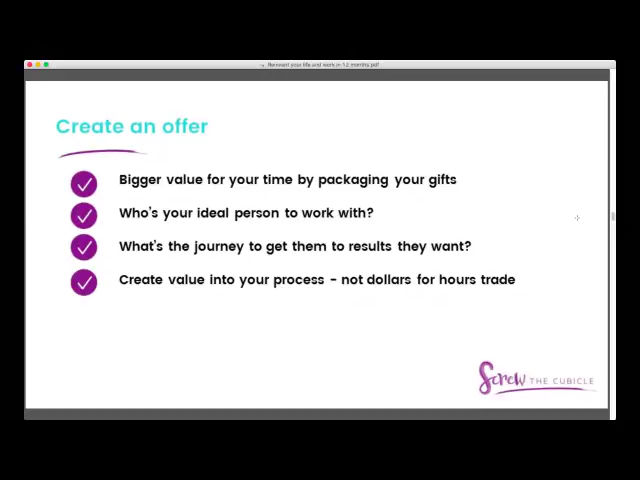 Reinvent your life and work in 12 months.pdf
Create an offer
Bigger value for your time by packaging your gifts
Who's your ideal person to work with?
What's the journey to get them to results they want?
Create value into your process - not dollars for hours trade
Screw THE CUBICLE